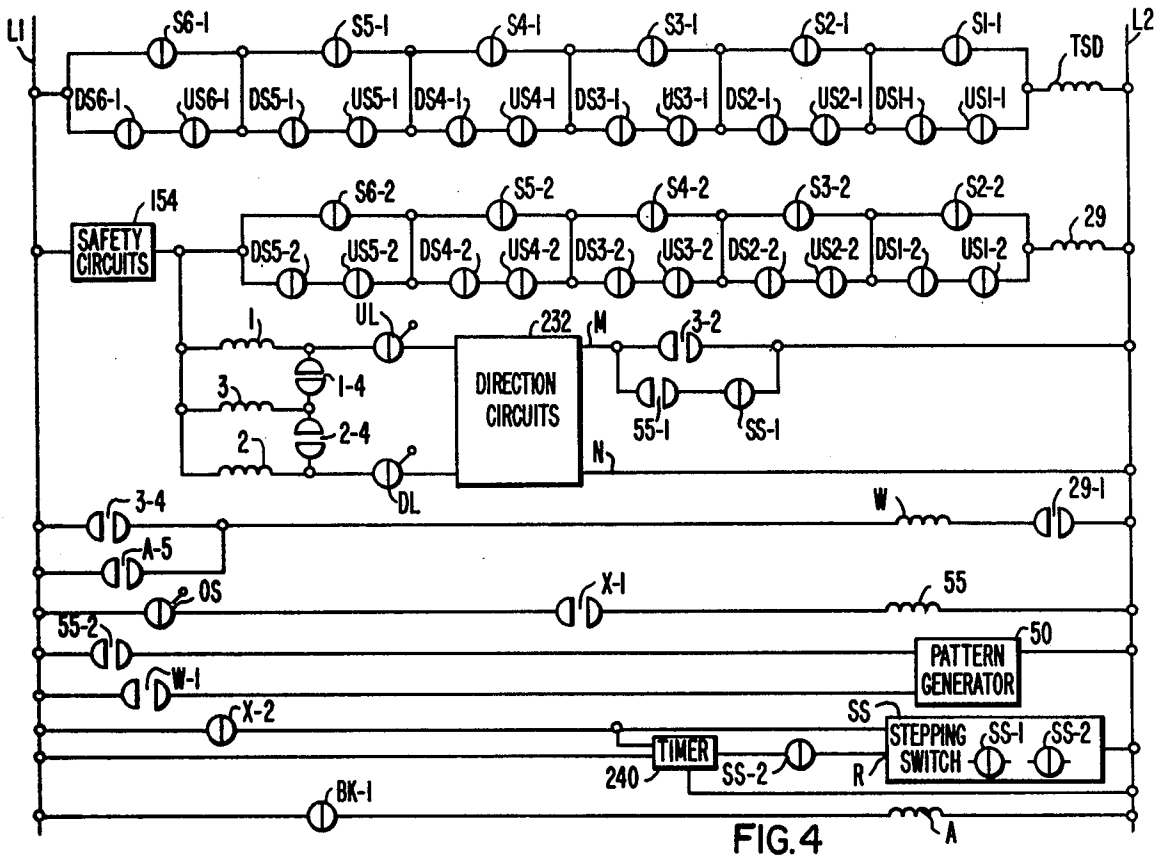 L1
S6-1 S5-1 S4-1 S3-1 S2-1 S1-1 L2
TSD
DS6-1 US6-1 DS5-1 US5-1 DS4-1 US4-1 DS3-1 US3-1 DS2-1 US2-1 DS1-1 US1-1
154
S6-2 S5-2 S4-2 S3-2 S2-2
29
SAFETY
CIRCUITS
DS5-2 US5-2 DS4-2 US4-2 DS3-2 US3-2 DS2-2 US2-2 DS1-2 US1-2
UL
232
M
3-2
1
1-4
DIRECTION
CIRCUITS
3
55-1 SS-1
2-4
2
N
DL
3-4
W
29-1
A-5
OS
X-1
55
55-2
50
PATTERN
GENERATOR
W-1
X-2
SS
STEPPING
SWITCH
SS-1 SS-2
TIMER
240
SS-2
R
BK-1
A
FIG.4